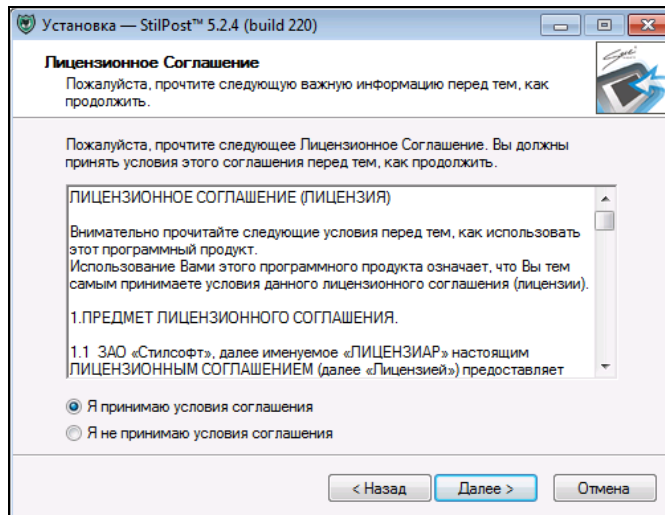 Установка — StilPost™ 5.2.4 (build 220)
Лицензионное Соглашение
Пожалуйста, прочтите следующую важную информацию перед тем, как
продолжить.
Пожалуйста, прочтите следующее Лицензионное Соглашение. Вы должны
принять условия этого соглашения перед тем, как продолжить.
ЛИЦЕНЗИОННОЕ СОГЛАШЕНИЕ (ЛИЦЕНЗИЯ)
Внимательно прочитайте следующие условия перед тем, как использовать
этот программный продукт.
Использование Вами этого программного продукта означает, что Вы тем
самым принимаете условия данного лицензионного соглашения (лицензии).
1.ПРЕДМЕТ ЛИЦЕНЗИОННОГО СОГЛАШЕНИЯ.
1.1 ЗАО «Стилсофт», далее именуемое «ЛИЦЕНЗИАР» настоящим
ЛИЦЕНЗИОННЫМ СОГЛАШЕНИЕМ (далее «Лицензией») предоставляет
Я принимаю условия соглашения
Я не принимаю условия соглашения
< Назад
Далее >
Отмена